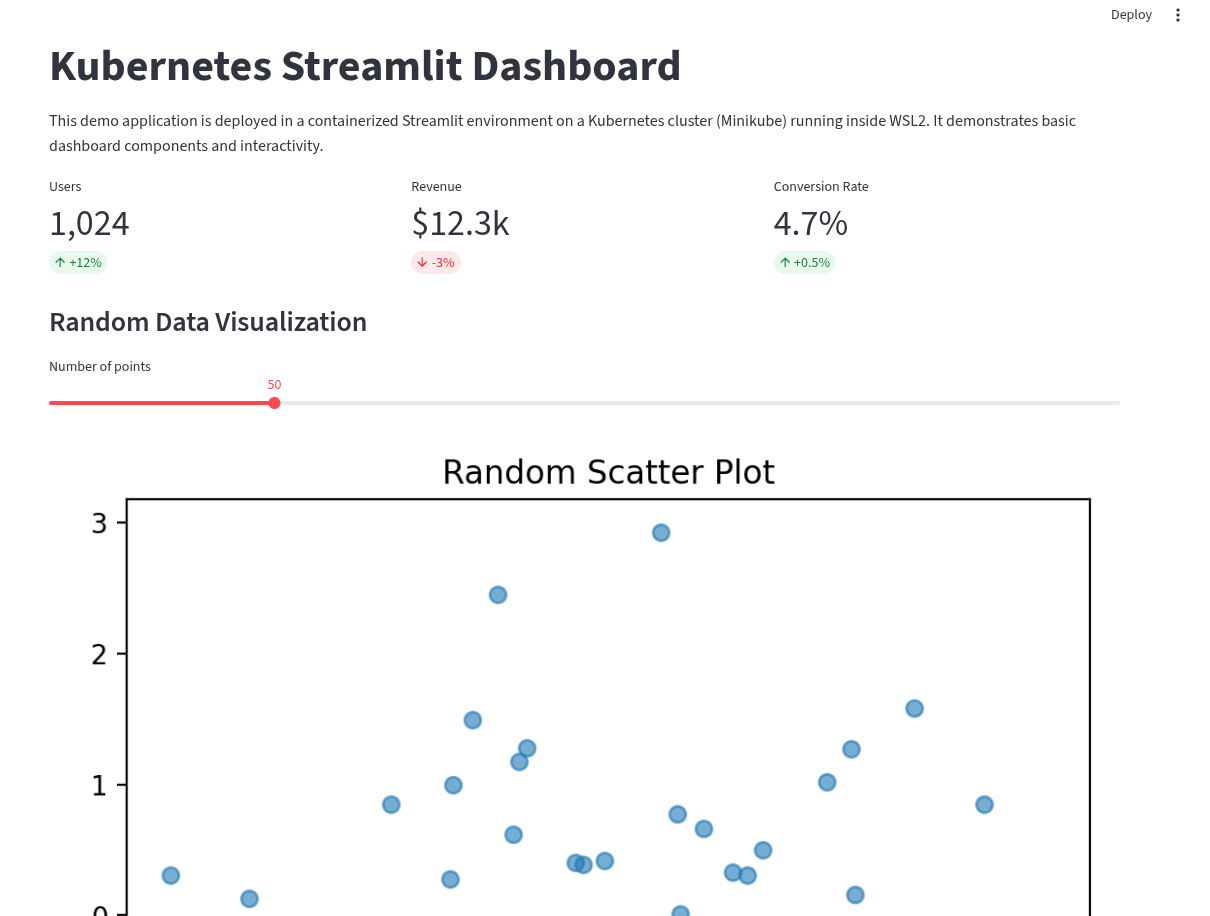 Deploy
Kubernetes Streamlit Dashboard
This demo application is deployed in a containerized Streamlit environment on a Kubernetes cluster (Minikube) running inside WSL2. It demonstrates basic
dashboard components and interactivity.
Users
Revenue
Conversion Rate
1,024
$12.3k
4.7%
↑ +12%
↓ -3%
↑ +0.5%
Random Data Visualization
Number of points
50
Random Scatter Plot
3
2
1
0